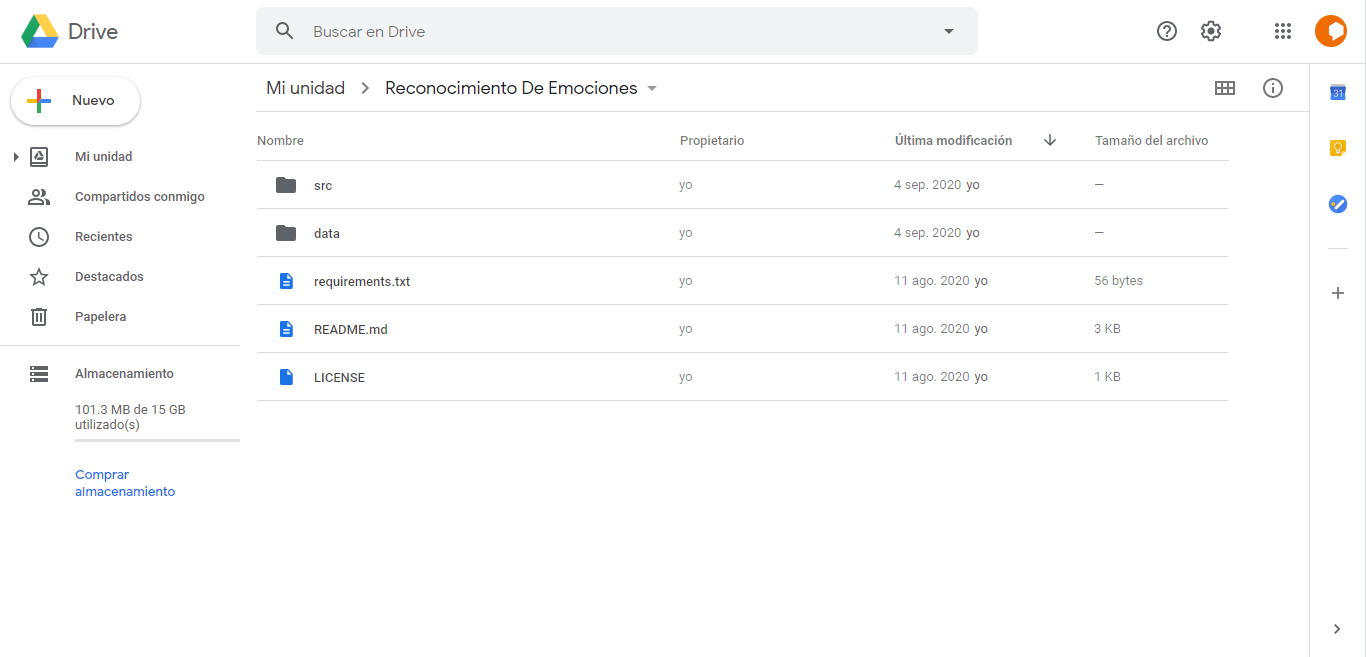 Drive
Buscar en Drive
Nuevo
Mi unidad
Compartidos conmigo
Recientes
Destacados
Papelera
Almacenamiento
101.3 MB de 15 GB
utilizado(s)
Comprar
almacenamiento
Mi unidad > Reconocimiento De Emociones
Nombre Propietario Última modificación Tamaño del archivo
src yo 4 sep. 2020 yo —
data yo 4 sep. 2020 yo —
requirements.txt yo 11 ago. 2020 yo 56 bytes
README.md yo 11 ago. 2020 yo 3 KB
LICENSE yo 11 ago. 2020 yo 1 KB
31